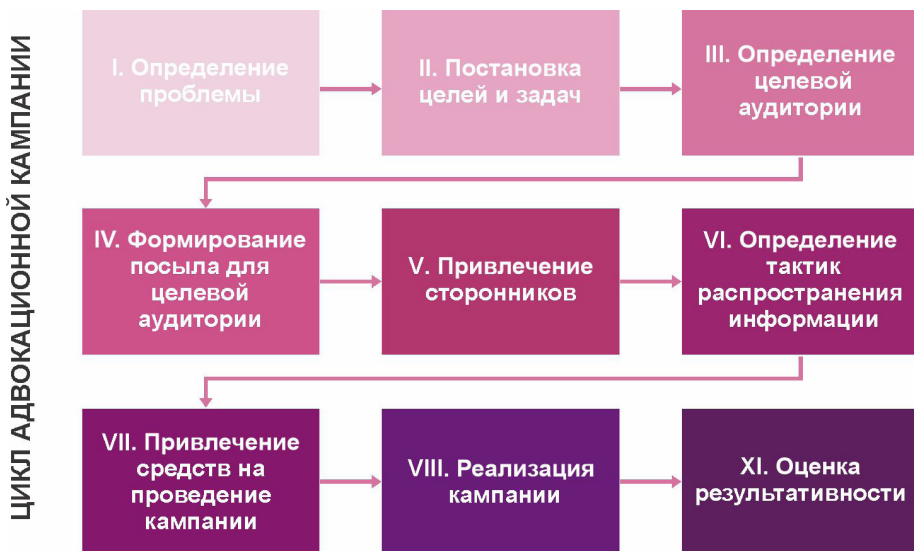 ЦИКЛ АДВОКАЦИОННОЙ КАМПАНИИ
I. Определение
проблемы
II. Постановка
целей и задач
III. Определение
целевой
аудитории
IV. Формирование
посыла для
целевой
аудитории
V. Привлечение
сторонников
VI. Определение
тактик
распространения
информации
VII. Привлечение
средств на
проведение
кампании
VIII. Реализация
кампании
XI. Оценка
результативности